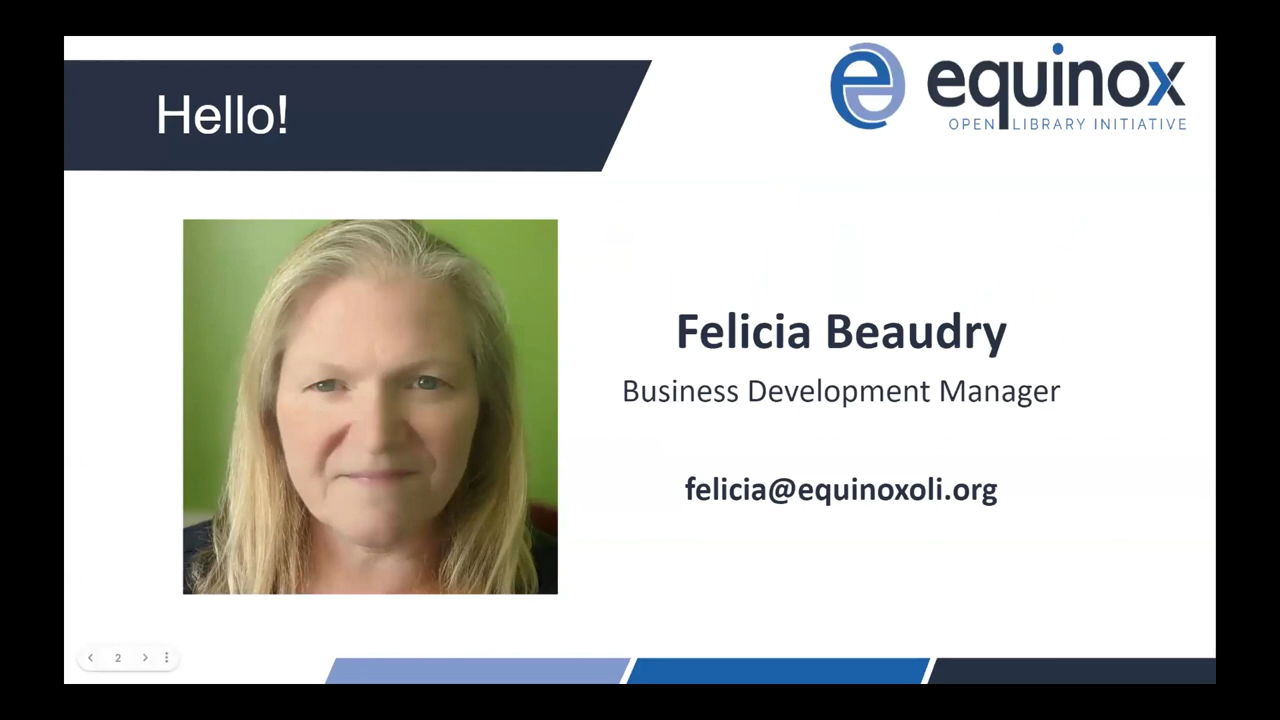 Hello!
equinox
OPEN LIBRARY INITIATIVE
Felicia Beaudry
Business Development Manager
felicia@equinoxoli.org
2